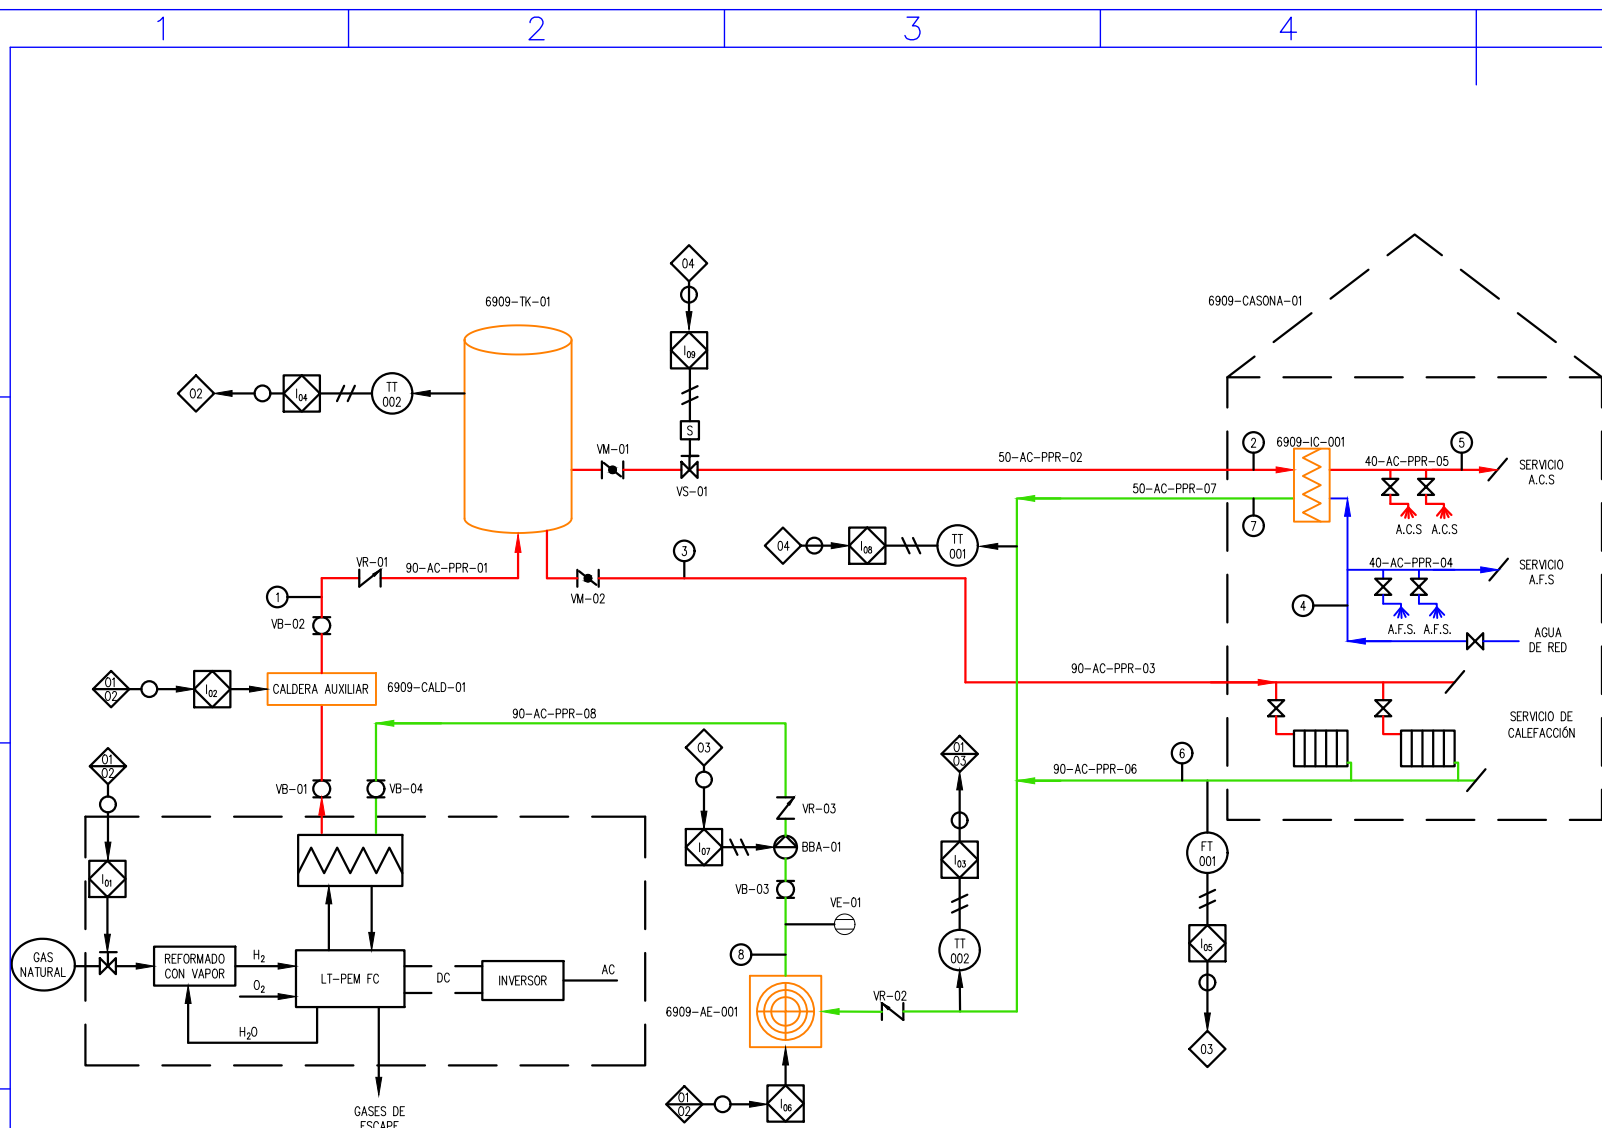 1
2
3
4
04
6909-TK-01
6909-CASONA-01
I09
02
I04
TT
002
S
VM-01
VS-01
50-AC-PPR-02
2
6909-IC-001
5
40-AC-PPR-05
SERVICIO
A.C.S
50-AC-PPR-07
A.C.S
A.C.S
7
04
I08
TT
001
3
VR-01
90-AC-PPR-01
VM-02
1
VB-02
40-AC-PPR-04
SERVICIO
A.F.S
4
A.F.S.
A.F.S.
AGUA
DE RED
01
02
I02
CALDERA AUXILIAR
6909-CALD-01
90-AC-PPR-03
90-AC-PPR-08
SERVICIO DE
CALEFACCIÓN
01
02
03
01
03
6
90-AC-PPR-06
VB-01
VB-04
VR-03
I07
BBA-01
I03
FT
001
I01
VB-03
VE-01
I05
GAS
NATURAL
REFORMADO
CON VAPOR
H2
O2
H2O
LT-PEM FC
DC
INVERSOR
AC
8
TT
002
6909-AE-001
VR-02
03
01
02
I06
GASES DE
ESCAPE